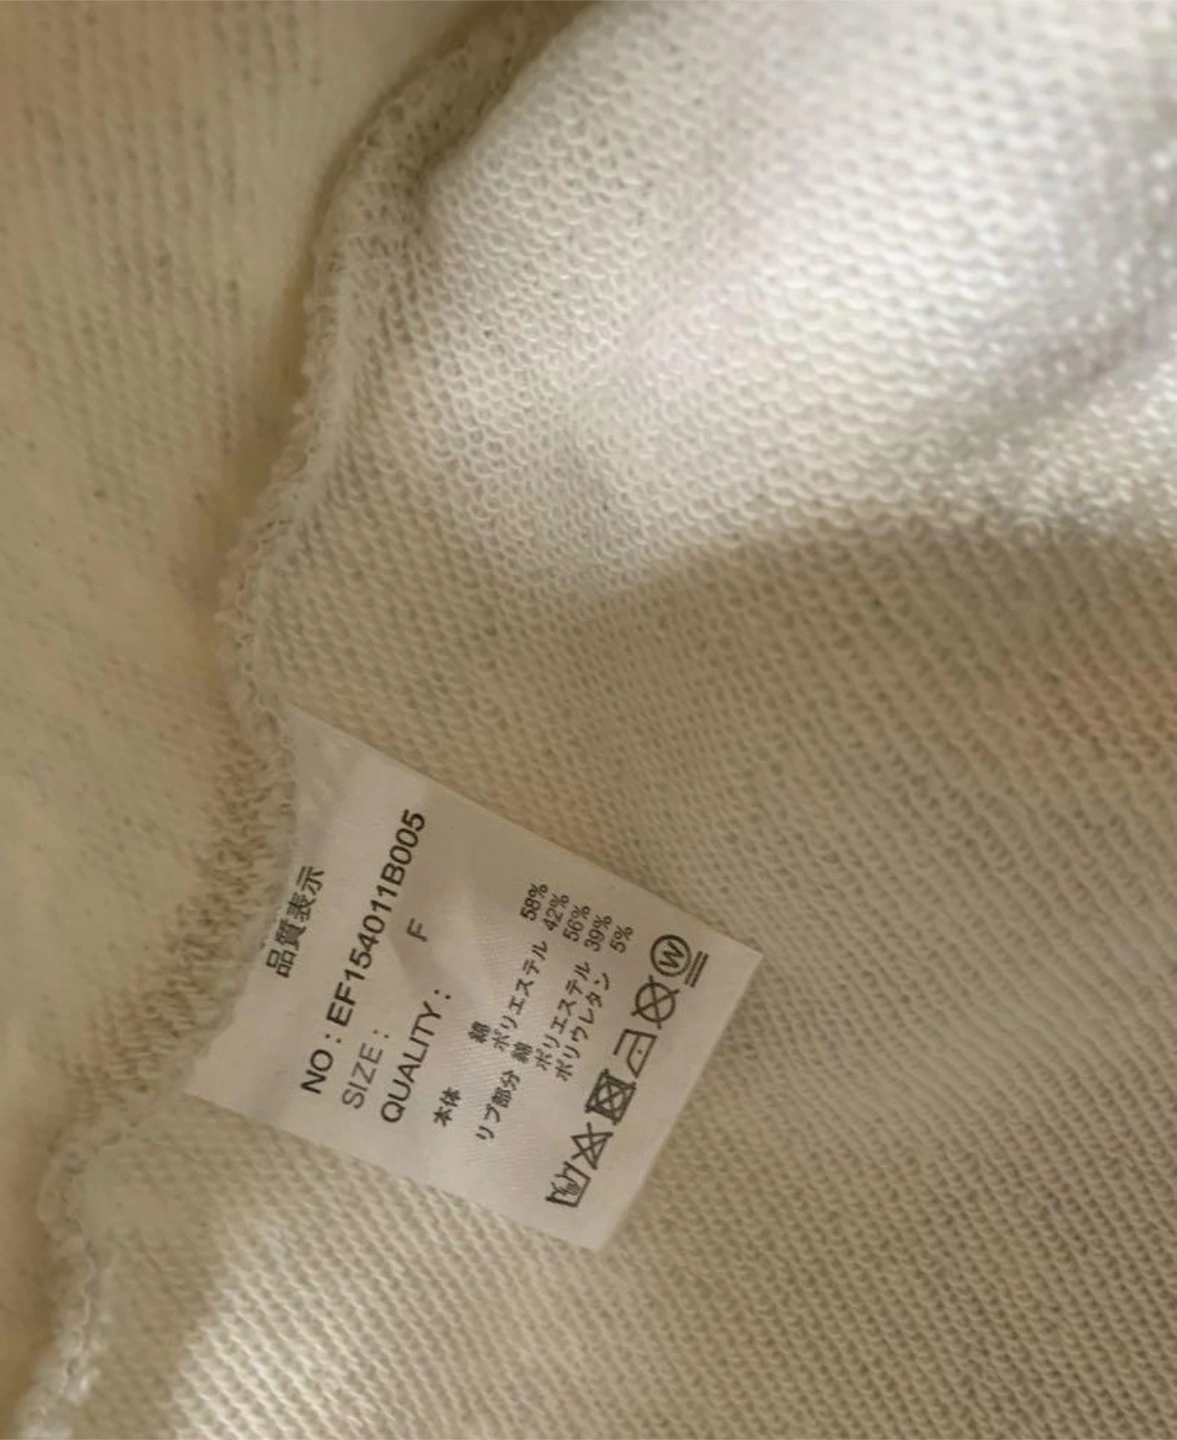 品質表示
NO : EF154011B005
SIZE : F
QUALITY :
本体 綿 58%
ポリエステル 42%
リブ部分 綿 56%
ポリエステル 39%
ポリウレタン 5%
W